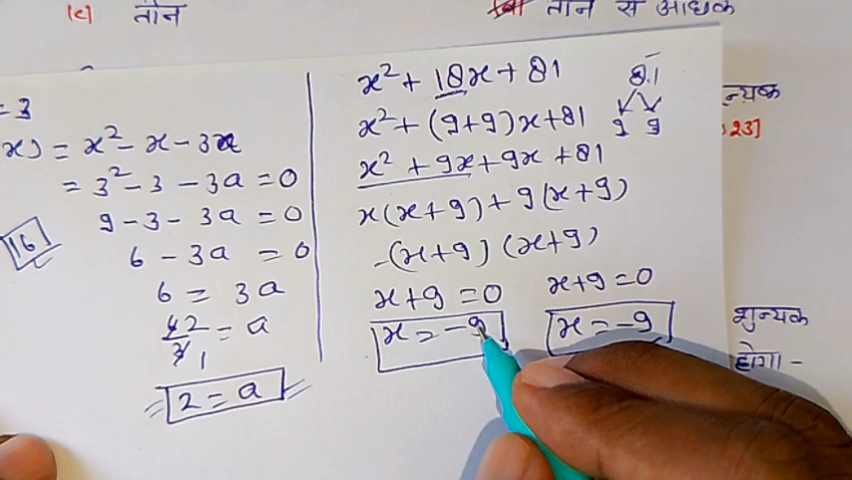 (c) तीन
तीन से अधिक
= 3
(x) = x² - x - 3a
= 3² - 3 - 3a = 0
9 - 3 - 3a = 0
16
6 - 3a = 0
6 = 3a
= a
2 = a
x² + 18x + 81
81
9 9
x² + (9+9)x + 81
x² + 9x + 9x + 81
x(x+9) + 9(x+9)
(x+9) (x+9)
x+9 = 0 x+9 = 0
x = -9 x = -9
न्यक
23]
शुन्यक
होगा-